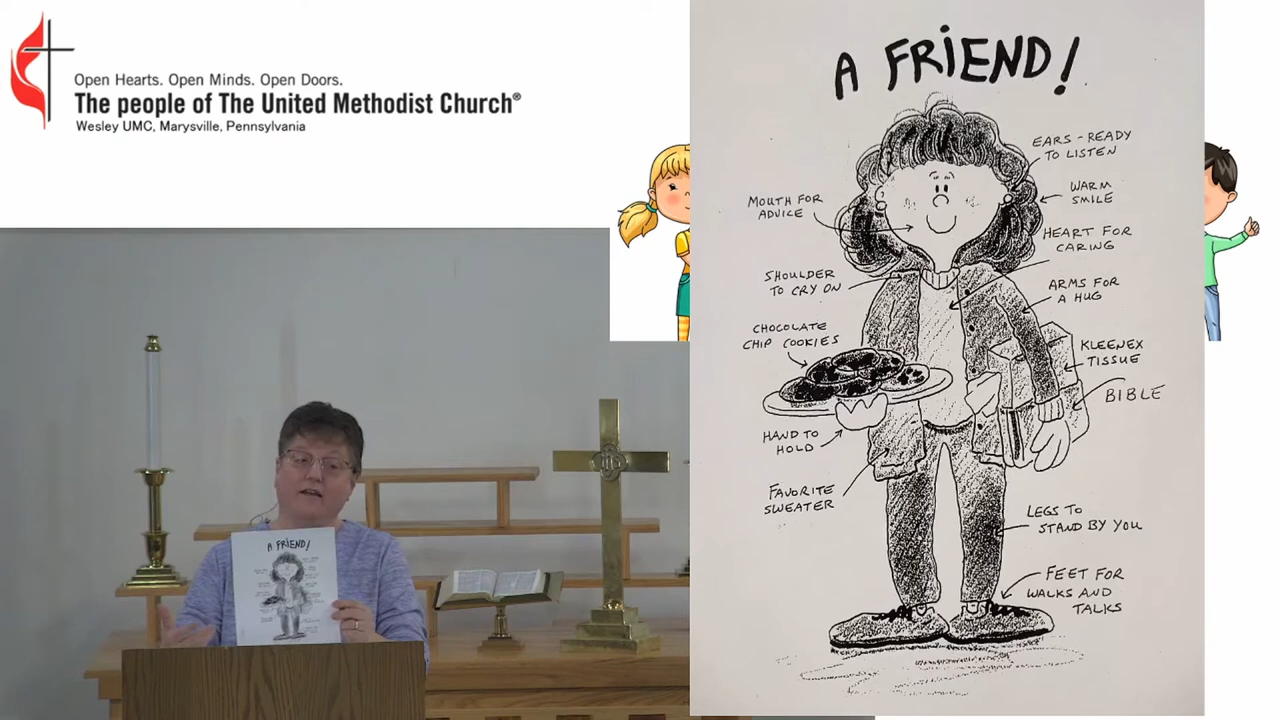 Open Hearts. Open Minds. Open Doors.
The people of The United Methodist Church®
Wesley UMC, Marysville, Pennsylvania
A FRiEND!
EARS - READY
TO LISTEN
WARM
SMILE
MOUTH FOR
ADVICE
HEART FOR
CARING
SHOULDER
TO CRY ON
ARMS FOR
A HUG
CHOCOLATE
CHIP COOKIES
KLEENEX
TISSUE
BIBLE
HAND TO
HOLD
FAVORITE
SWEATER
LEGS TO
STAND BY YOU
FEET FOR
WALKS AND
TALKS
A FRiEND!